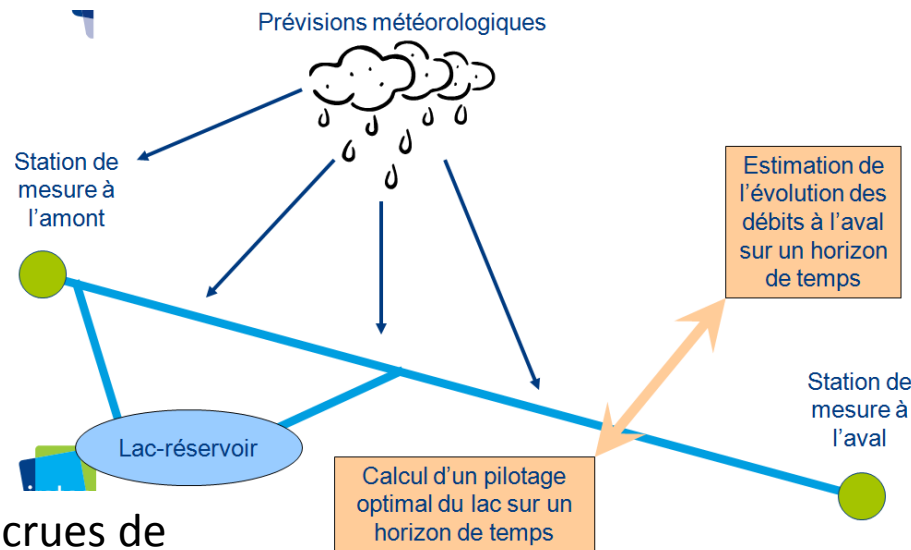 Prévisions météorologiques
Station de
mesure à
l'amont
Estimation de
l'évolution des
débits à l'aval
sur un horizon
de temps
Station de
mesure à
l'aval
Lac-réservoir
Calcul d'un pilotage
optimal du lac sur un
horizon de temps
crues de